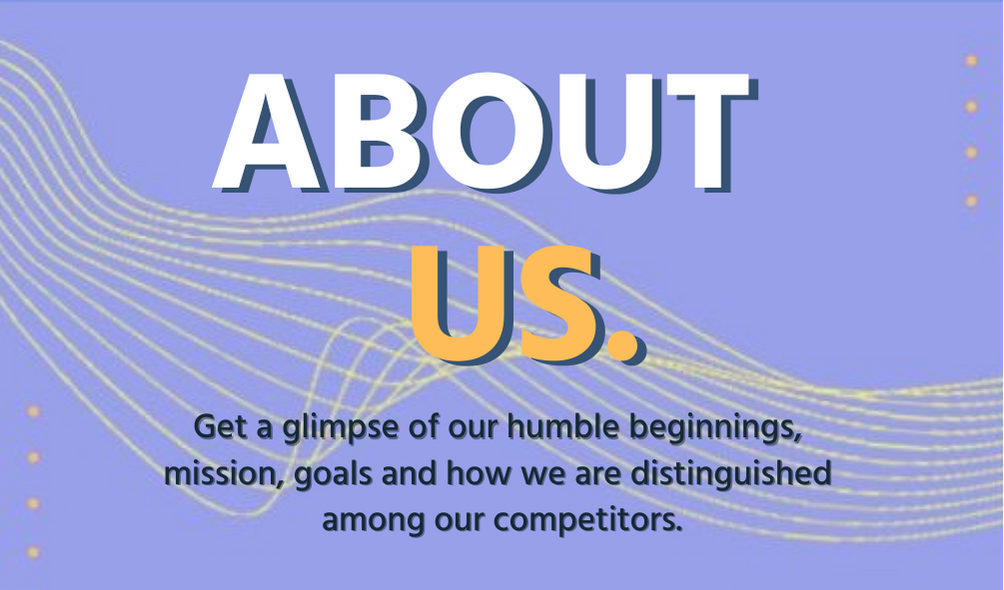 ABOUT
US.
Get a glimpse of our humble beginnings,
mission, goals and how we are distinguished
among our competitors.